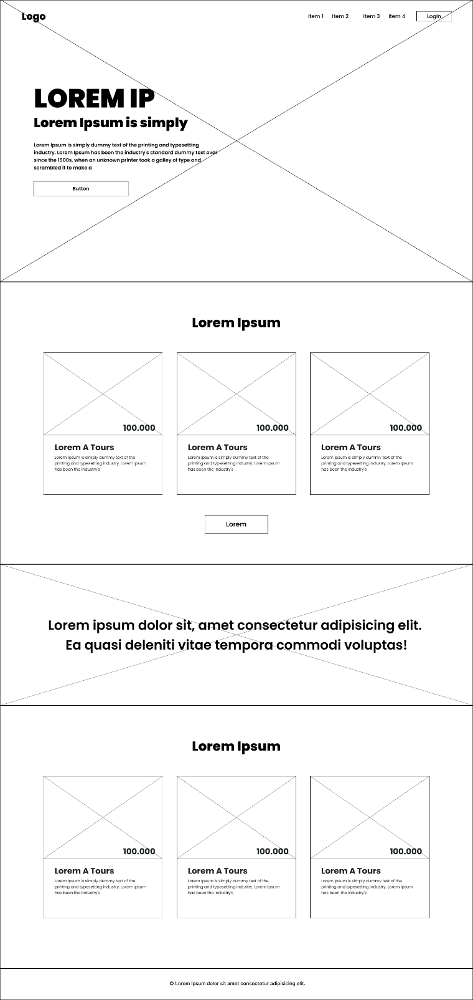 Logo
Item 1 Item 2 Item 3 Item 4 Login
LOREM IP
Lorem Ipsum is simply
Lorem Ipsum is simply dummy text of the printing and typesetting
industry. Lorem Ipsum has been the industry's standard dummy text ever
since the 1500s, when an unknown printer took a galley of type and
scrambled it to make a
Button
Lorem Ipsum
100.000
Lorem A Tours
Lorem Ipsum is simply dummy text of the
printing and typesetting industry. Lorem Ipsum
has been the industry's
100.000
Lorem A Tours
Lorem Ipsum is simply dummy text of the
printing and typesetting industry. Lorem Ipsum
has been the industry's
100.000
Lorem A Tours
Lorem Ipsum is simply dummy text of the
printing and typesetting industry. Lorem Ipsum
has been the industry's
Lorem
Lorem ipsum dolor sit, amet consectetur adipisicing elit.
Ea quasi deleniti vitae tempora commodi voluptas!
Lorem Ipsum
100.000
Lorem A Tours
Lorem Ipsum is simply dummy text of the
printing and typesetting industry. Lorem Ipsum
has been the industry's
100.000
Lorem A Tours
Lorem Ipsum is simply dummy text of the
printing and typesetting industry. Lorem Ipsum
has been the industry's
100.000
Lorem A Tours
Lorem Ipsum is simply dummy text of the
printing and typesetting industry. Lorem Ipsum
has been the industry's
© Lorem ipsum dolor sit amet consectetur adipisicing elit.